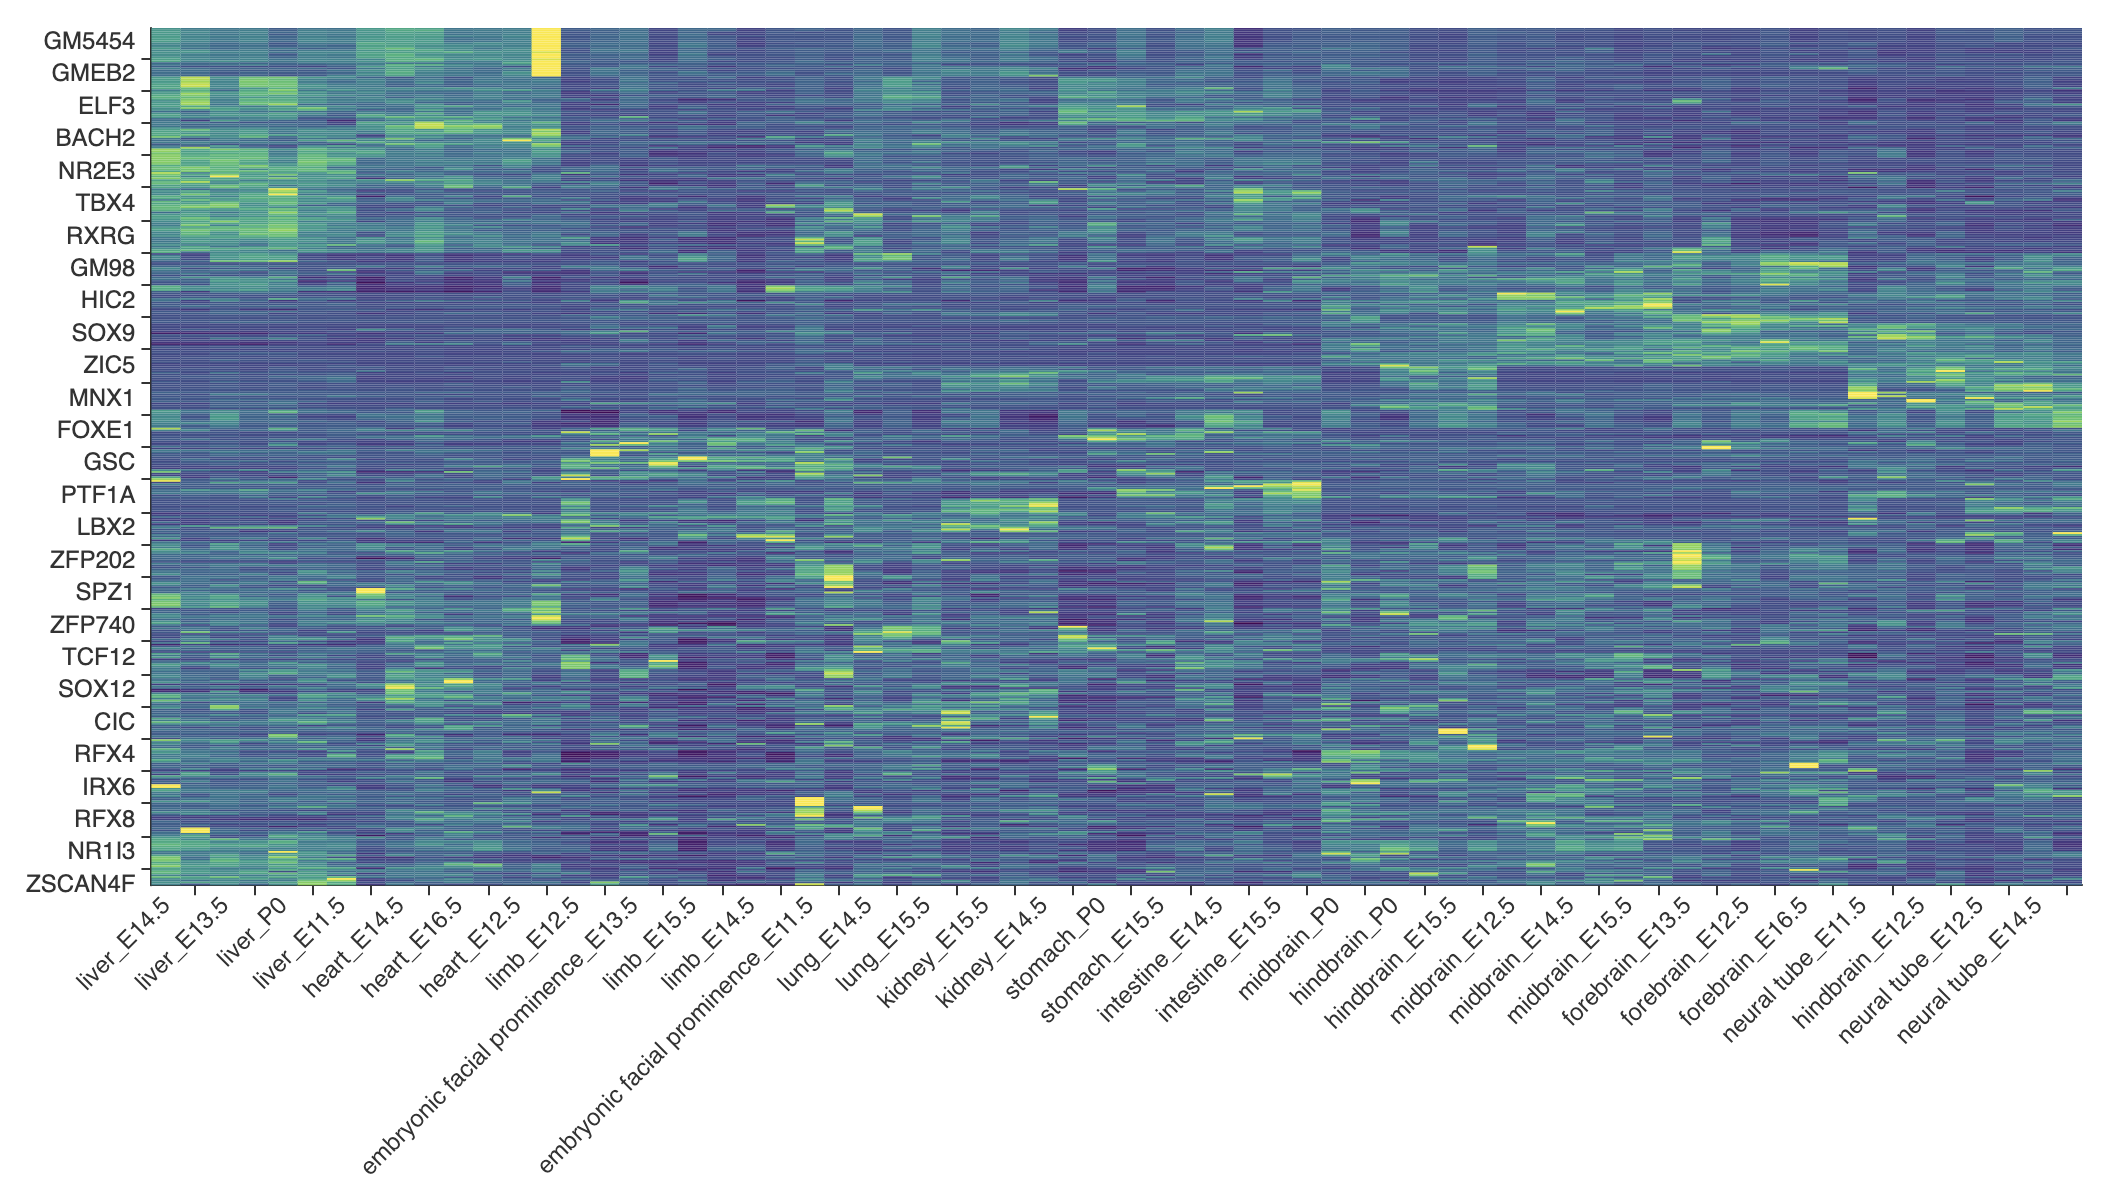 GM5454
GMEB2
ELF3
BACH2
NR2E3
TBX4
RXRG
GM98
HIC2
SOX9
ZIC5
MNX1
FOXE1
GSC
PTF1A
LBX2
ZFP202
SPZ1
ZFP740
TCF12
SOX12
CIC
RFX4
IRX6
RFX8
NR1I3
ZSCAN4F
liver_E14.5
liver_E13.5
liver_P0
liver_E11.5
heart_E14.5
heart_E16.5
heart_E12.5
limb_E12.5
embryonic facial prominence_E13.5
limb_E15.5
limb_E14.5
embryonic facial prominence_E11.5
lung_E14.5
lung_E15.5
kidney_E15.5
kidney_E14.5
stomach_P0
stomach_E15.5
intestine_E14.5
intestine_E15.5
midbrain_P0
hindbrain_P0
hindbrain_E15.5
midbrain_E12.5
midbrain_E14.5
midbrain_E15.5
forebrain_E13.5
forebrain_E12.5
forebrain_E16.5
neural tube_E11.5
hindbrain_E12.5
neural tube_E12.5
neural tube_E14.5